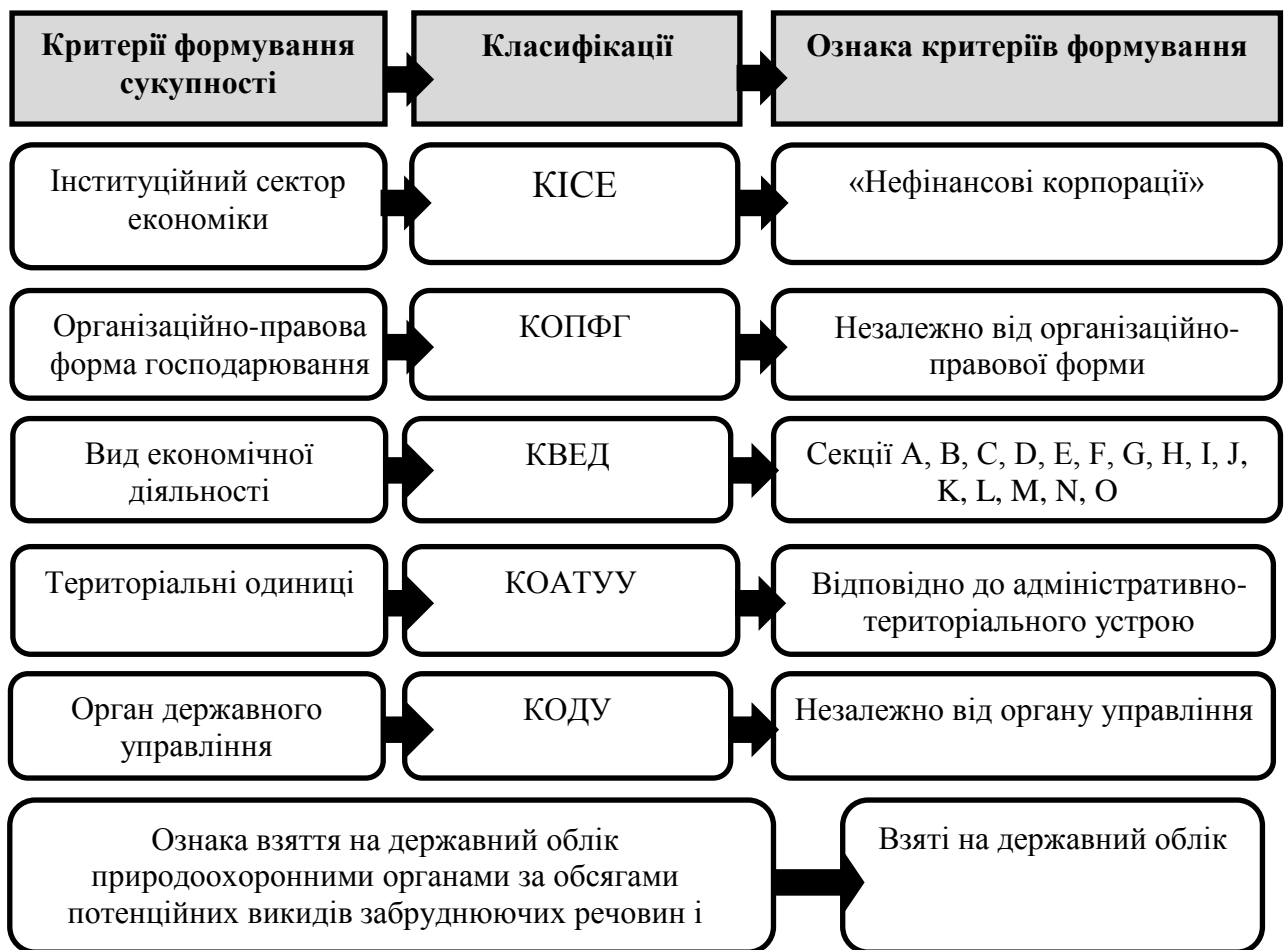 Критерії формування
сукупності
Класифікації
Ознака критеріїв формування
Інституційний сектор
економіки
КІСЕ
«Нефінансові корпорації»
Організаційно-правова
форма господарювання
КОПФГ
Незалежно від організаційно-
правової форми
Вид економічної
діяльності
КВЕД
Секції A, B, C, D, E, F, G, H, I, J,
K, L, M, N, O
Територіальні одиниці
КОАТУУ
Відповідно до адміністративно-
територіального устрою
Орган державного
управління
КОДУ
Незалежно від органу управління
Ознака взяття на державний облік
природоохоронними органами за обсягами
потенційних викидів забруднюючих речовин і
Взяті на державний облік